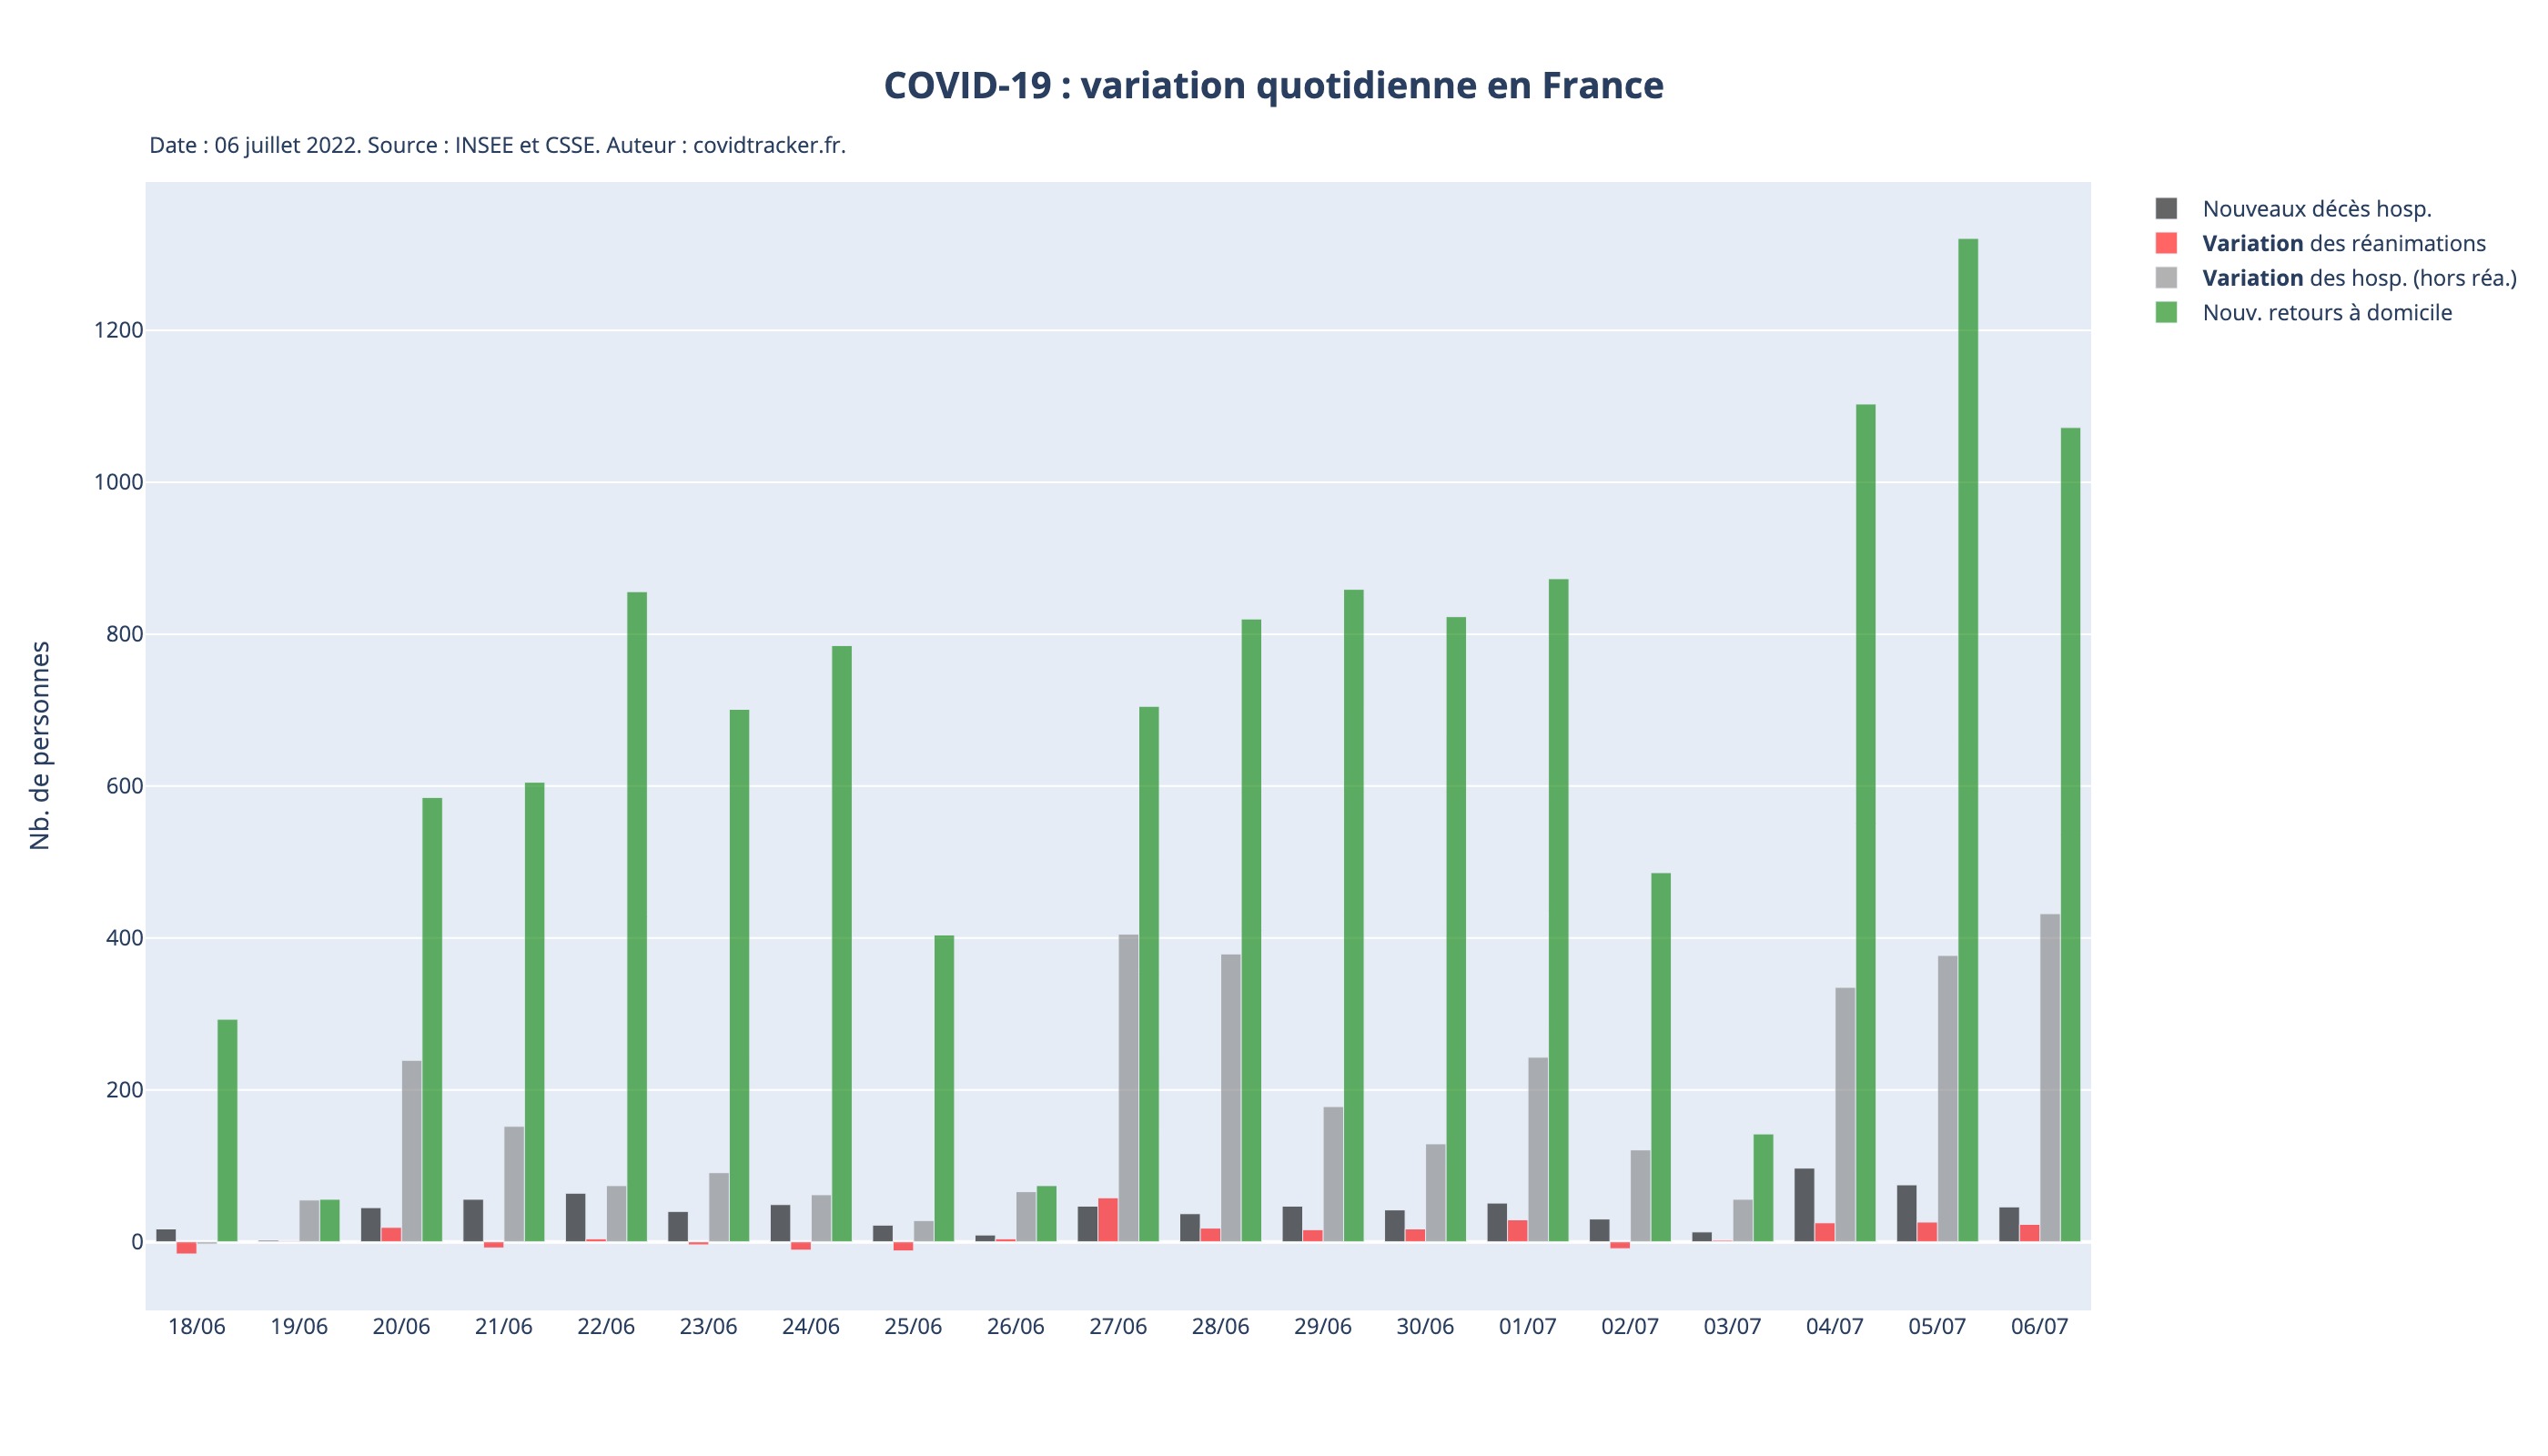 COVID-19 : variation quotidienne en France
Date : 06 juillet 2022. Source : INSEE et CSSE. Auteur : covidtracker.fr.
Nouveaux décès hosp.
Variation des réanimations
Variation des hosp. (hors réa.)
Nouv. retours à domicile
Nb. de personnes
1200
1000
800
600
400
200
0
18/06 19/06 20/06 21/06 22/06 23/06 24/06 25/06 26/06 27/06 28/06 29/06 30/06 01/07 02/07 03/07 04/07 05/07 06/07